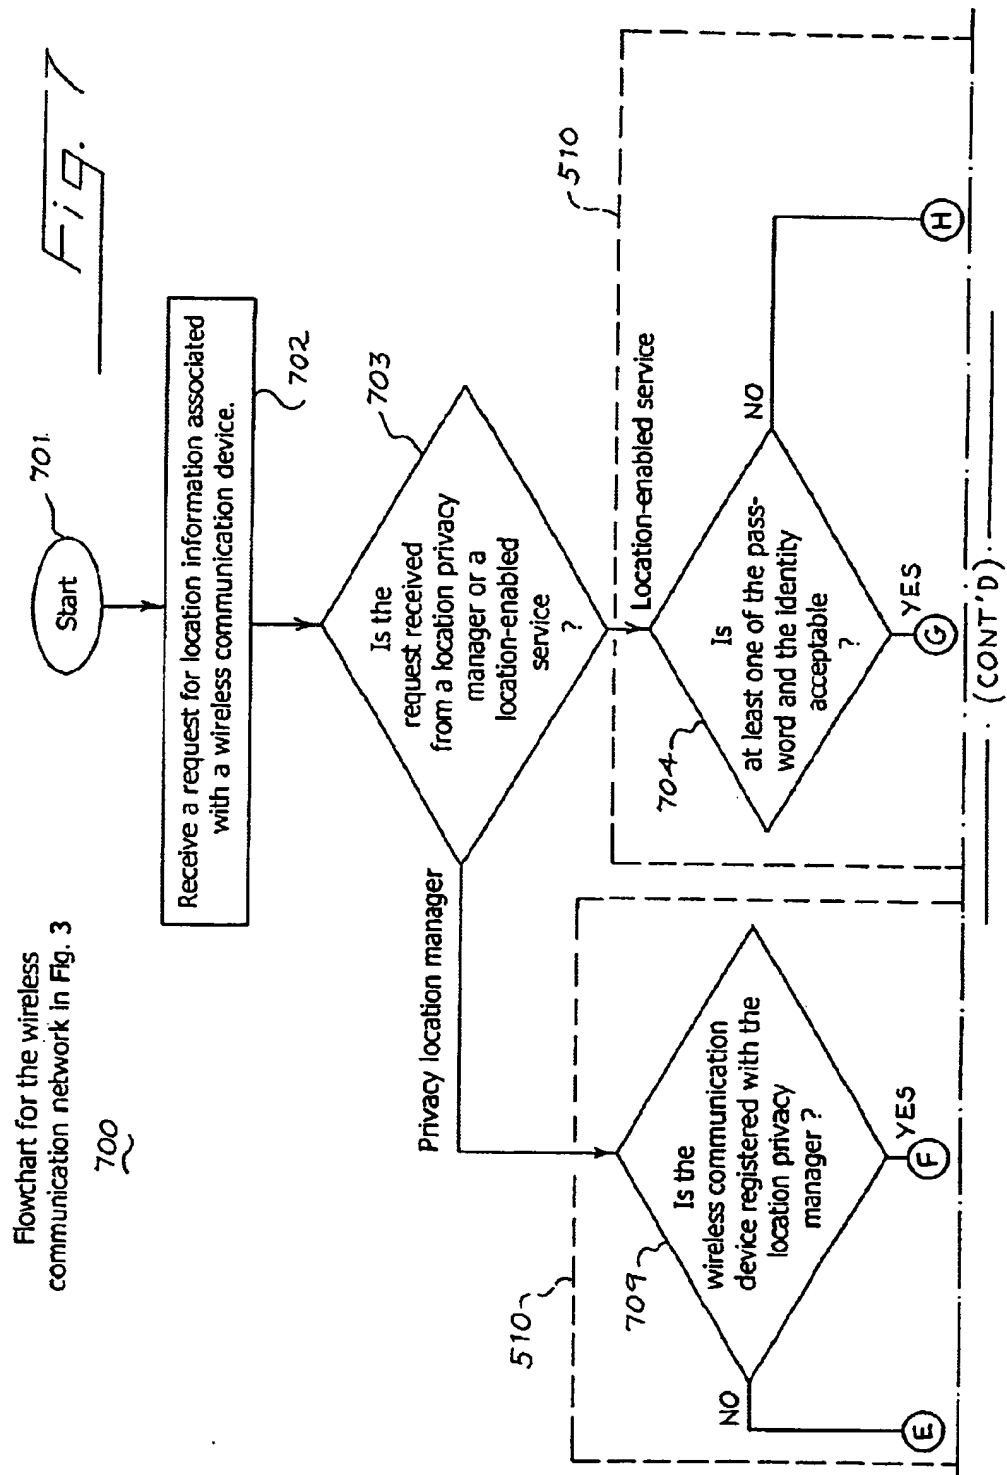 Flowchart for the wireless
communication network in Fig. 3
700
Fig. 7
Start
701
Receive a request for location information associated
with a wireless communication device.
702
Is the
request received
from a location privacy
manager or a
location-enabled
service
?
703
Privacy location manager
Location-enabled service
510
510
Is the
wireless communication
device registered with the
location privacy
manager ?
709
NO
E
YES
F
Is
at least one of the pass-
word and the identity
acceptable
?
704
NO
H
YES
G
(CONT'D).